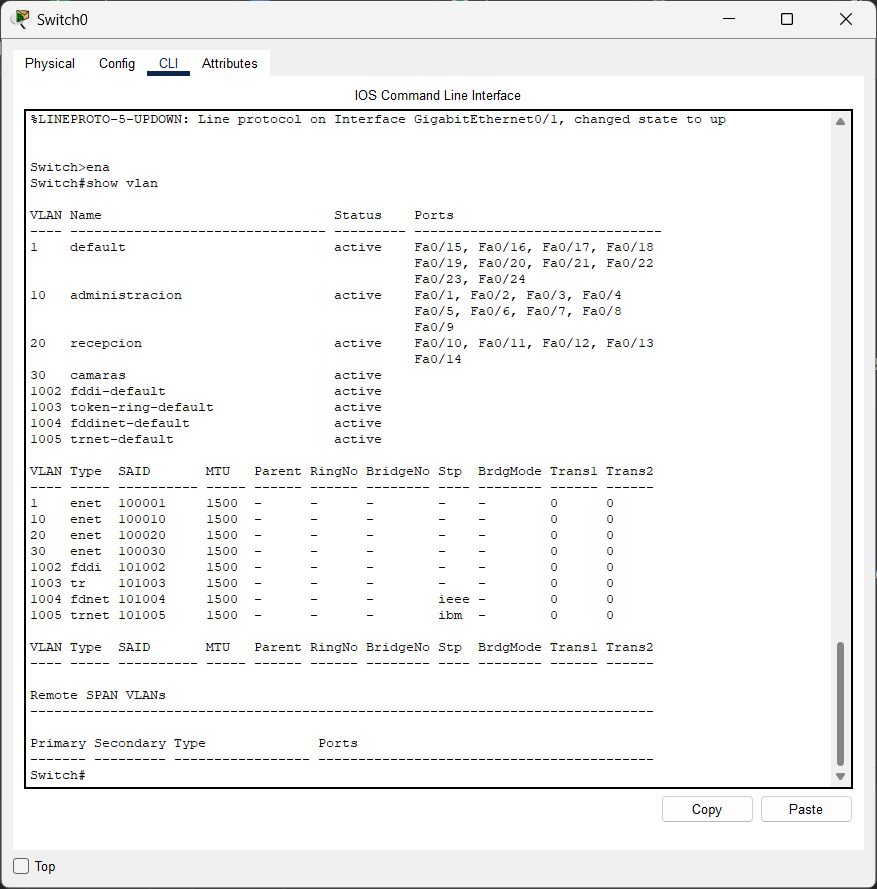 Switch0
Physical Config CLI Attributes
IOS Command Line Interface
%LINEPROTO-5-UPDOWN: Line protocol on Interface GigabitEthernet0/1, changed state to up
Switch>ena
Switch#show vlan
VLAN Name                             Status    Ports
---- -------------------------------- --------- -------------------------------
1    default                          active    Fa0/15, Fa0/16, Fa0/17, Fa0/18
                                                Fa0/19, Fa0/20, Fa0/21, Fa0/22
                                                Fa0/23, Fa0/24
10   administracion                   active    Fa0/1, Fa0/2, Fa0/3, Fa0/4
                                                Fa0/5, Fa0/6, Fa0/7, Fa0/8
                                                Fa0/9
20   recepcion                        active    Fa0/10, Fa0/11, Fa0/12, Fa0/13
                                                Fa0/14
30   camaras                          active
1002 fddi-default                     active
1003 token-ring-default               active
1004 fddinet-default                  active
1005 trnet-default                    active
VLAN Type  SAID       MTU   Parent RingNo BridgeNo Stp  BrdgMode Trans1 Trans2
---- ----- ---------- ----- ------ ------ -------- ---- -------- ------ ------
1    enet  100001     1500  -      -      -        -    -        0      0
10   enet  100010     1500  -      -      -        -    -        0      0
20   enet  100020     1500  -      -      -        -    -        0      0
30   enet  100030     1500  -      -      -        -    -        0      0
1002 fddi  101002     1500  -      -      -        -    -        0      0
1003 tr    101003     1500  -      -      -        -    -        0      0
1004 fdnet 101004     1500  -      -      -        ieee -        0      0
1005 trnet 101005     1500  -      -      -        ibm  -        0      0
VLAN Type  SAID       MTU   Parent RingNo BridgeNo Stp  BrdgMode Trans1 Trans2
---- ----- ---------- ----- ------ ------ -------- ---- -------- ------ ------
Remote SPAN VLANs
------------------------------------------------------------------------------
Primary Secondary Type              Ports
------- --------- ----------------- ------------------------------------------
Switch#
Copy Paste
Top